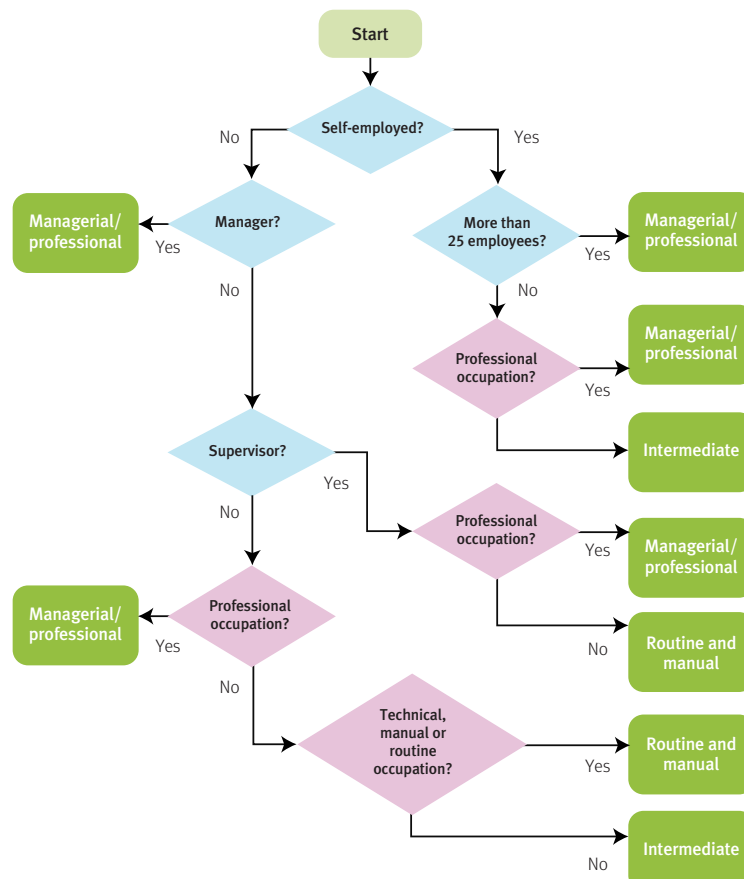 Start
Self-employed?
No
Yes
Managerial/
professional
Yes
Manager?
No
More than
25 employees?
Yes
Managerial/
professional
No
Professional
occupation?
Yes
Managerial/
professional
Intermediate
Supervisor?
Yes
No
Professional
occupation?
Yes
Managerial/
professional
No
Routine and
manual
Managerial/
professional
Yes
Professional
occupation?
No
Technical,
manual or
routine
occupation?
Yes
Routine and
manual
No
Intermediate